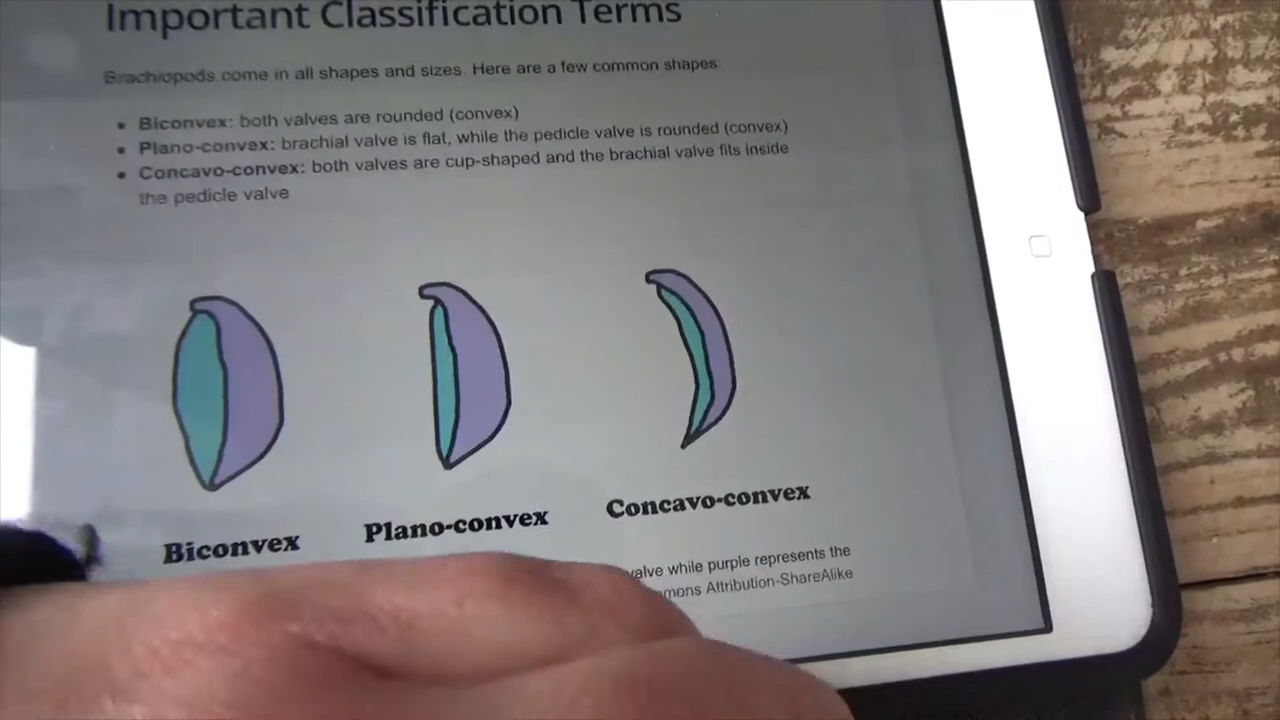 Important Classification Terms
Brachiopods come in all shapes and sizes. Here are a few common shapes:
• Biconvex: both valves are rounded (convex)
• Plano-convex: brachial valve is flat, while the pedicle valve is rounded (convex)
• Concavo-convex: both valves are cup-shaped and the brachial valve fits inside
the pedicle valve
Biconvex
Plano-convex
Concavo-convex
valve while purple represents the
Attribution-ShareAlike